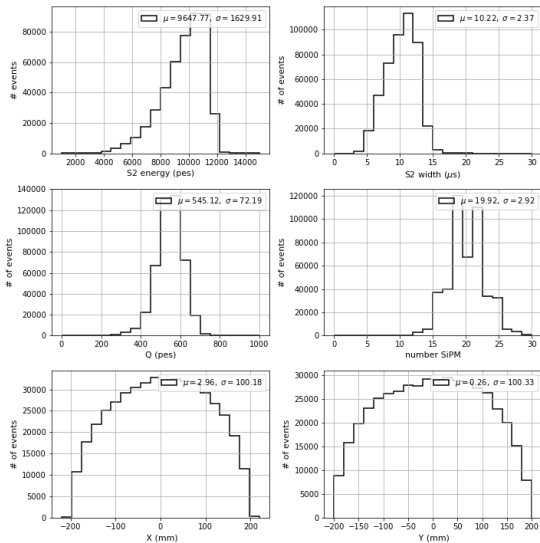 μ = 9647.77, σ = 1629.91
# events
80000
60000
40000
20000
0
2000 4000 6000 8000 10000 12000 14000
S2 energy (pes)
μ = 10.22, σ = 2.37
# of events
100000
80000
60000
40000
20000
0
0 5 10 15 20 25 30
S2 width (μs)
μ = 545.12, σ = 72.19
# of events
140000
120000
100000
80000
60000
40000
20000
0
0 200 400 600 800 1000
Q (pes)
μ = 19.92, σ = 2.92
# of events
120000
100000
80000
60000
40000
20000
0
0 5 10 15 20 25 30
number SiPM
μ = 2.96, σ = 100.18
# of events
30000
25000
20000
15000
10000
5000
0
−200 −100 0 100 200
X (mm)
μ = 0.26, σ = 100.33
# of events
30000
25000
20000
15000
10000
5000
0
−200 −150 −100 −50 0 50 100 150 200
Y (mm)